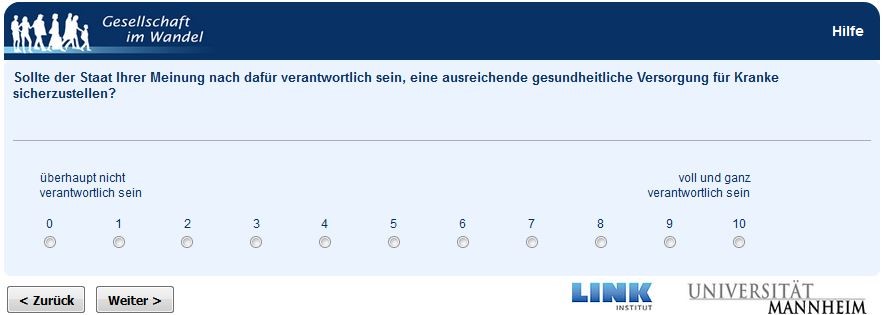 Gesellschaft
im Wandel
Hilfe
Sollte der Staat Ihrer Meinung nach dafür verantwortlich sein, eine ausreichende gesundheitliche Versorgung für Kranke
sicherzustellen?
überhaupt nicht
verantwortlich sein
voll und ganz
verantwortlich sein
0 1 2 3 4 5 6 7 8 9 10
< Zurück Weiter >
LINK
INSTITUT
UNIVERSITÄT
MANNHEIM